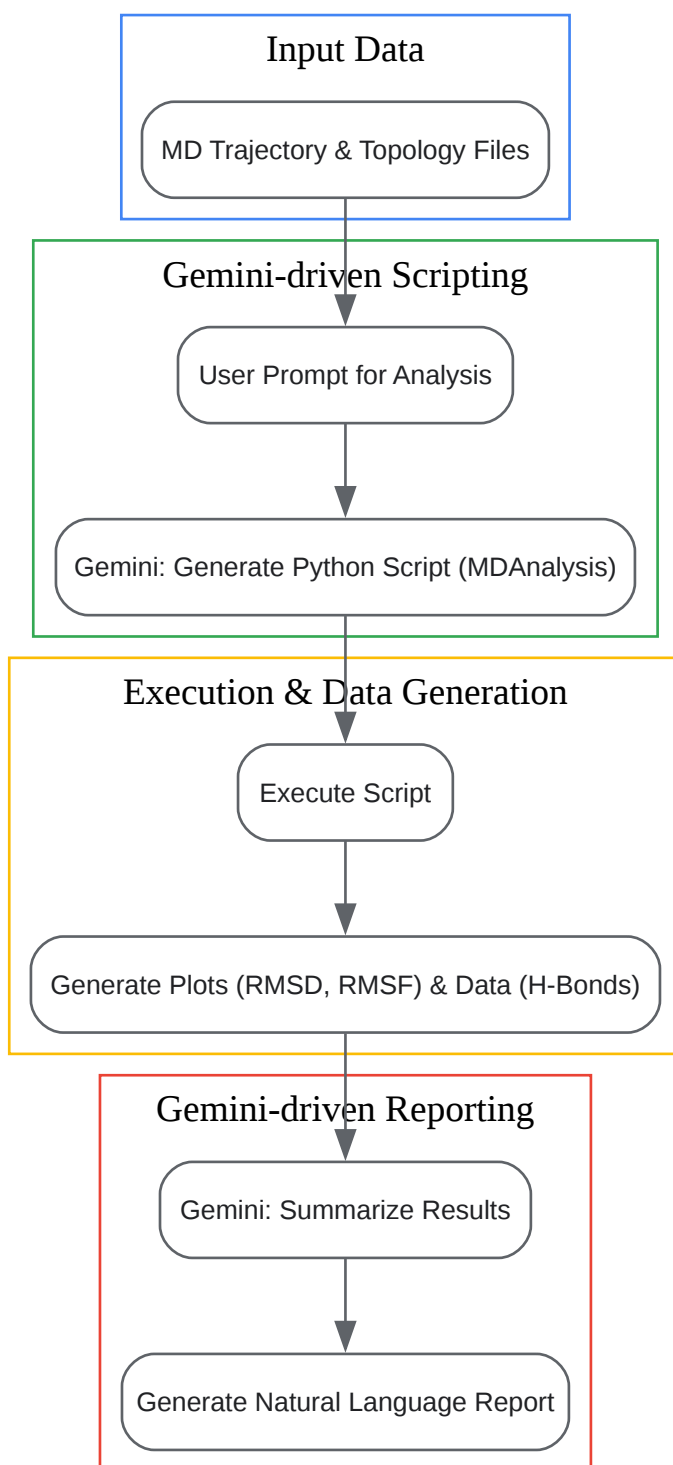 Input Data
MD Trajectory & Topology Files
Gemini-driven Scripting
User Prompt for Analysis
Gemini: Generate Python Script (MDAnalysis)
Execution & Data Generation
Execute Script
Generate Plots (RMSD, RMSF) & Data (H-Bonds)
Gemini-driven Reporting
Gemini: Summarize Results
Generate Natural Language Report